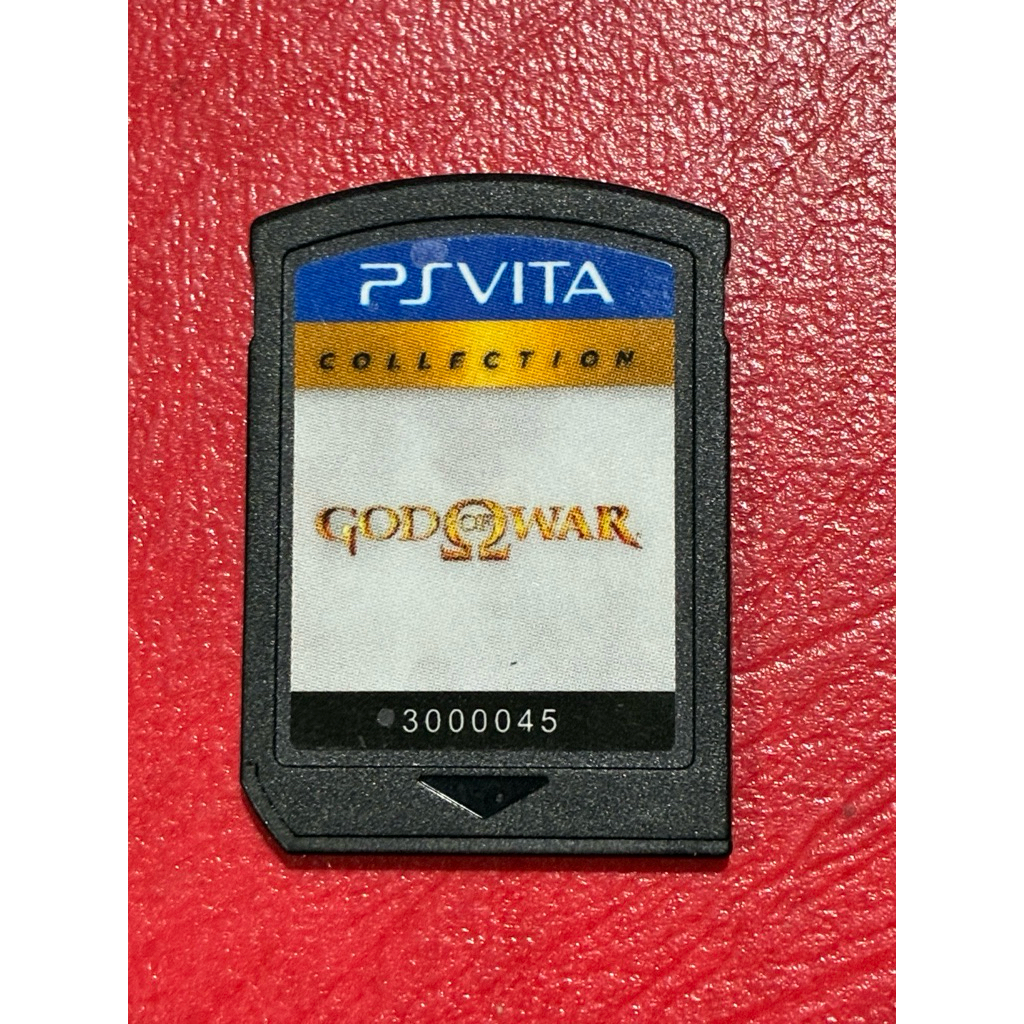 PSVITA
COLLECTION
GOD OF WAR
3000045